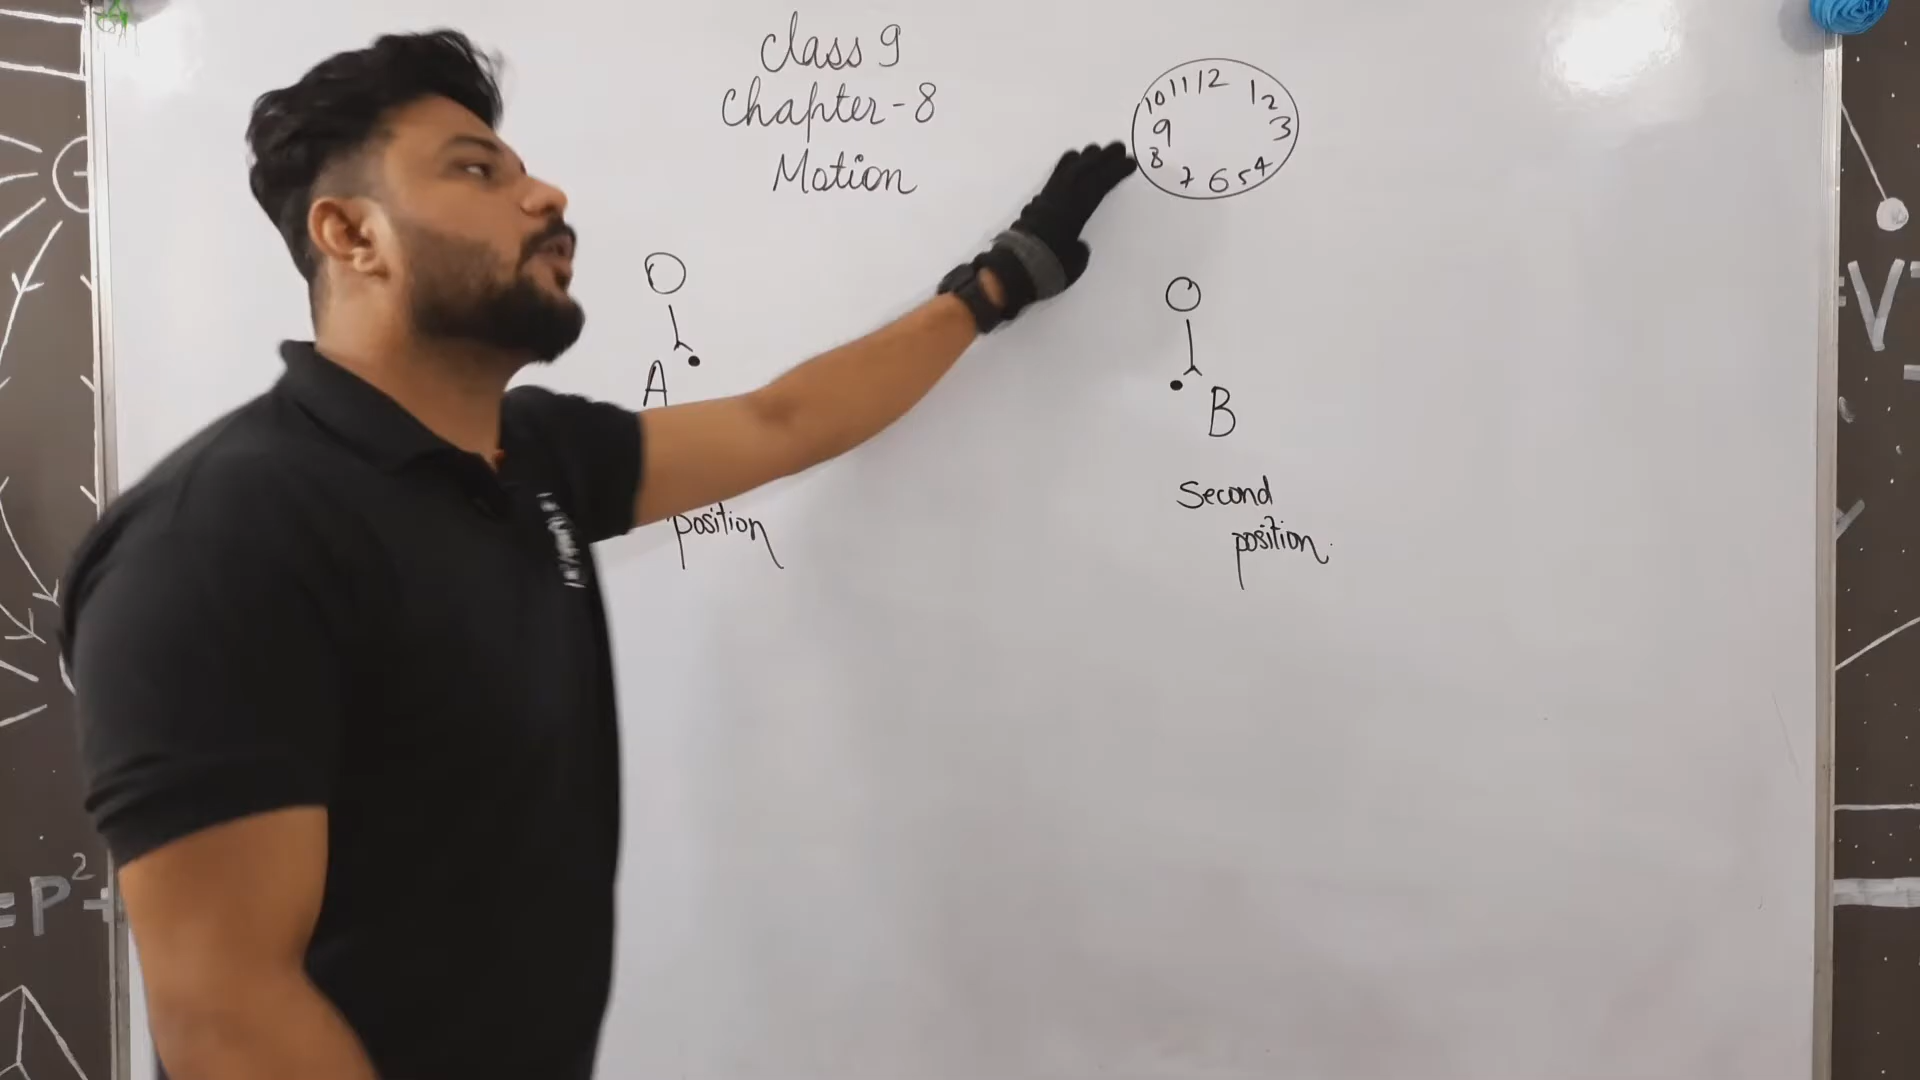 Class 9
Chapter-8
Motion
11 12 1
10 2
9 3
8 4
7 6 5
A
B
position
Second
position.
=P²+
=V